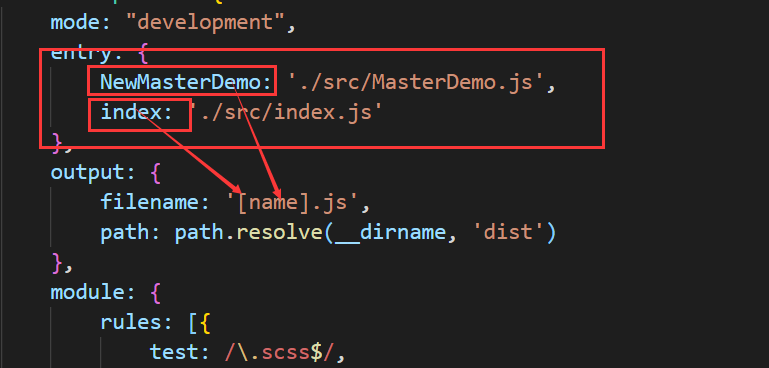 mode: "development",
entry: {
NewMasterDemo: './src/MasterDemo.js',
index: './src/index.js'
},
output: {
filename: '[name].js',
path: path.resolve(__dirname, 'dist')
},
module: {
rules: [{
test: /\.scss$/,